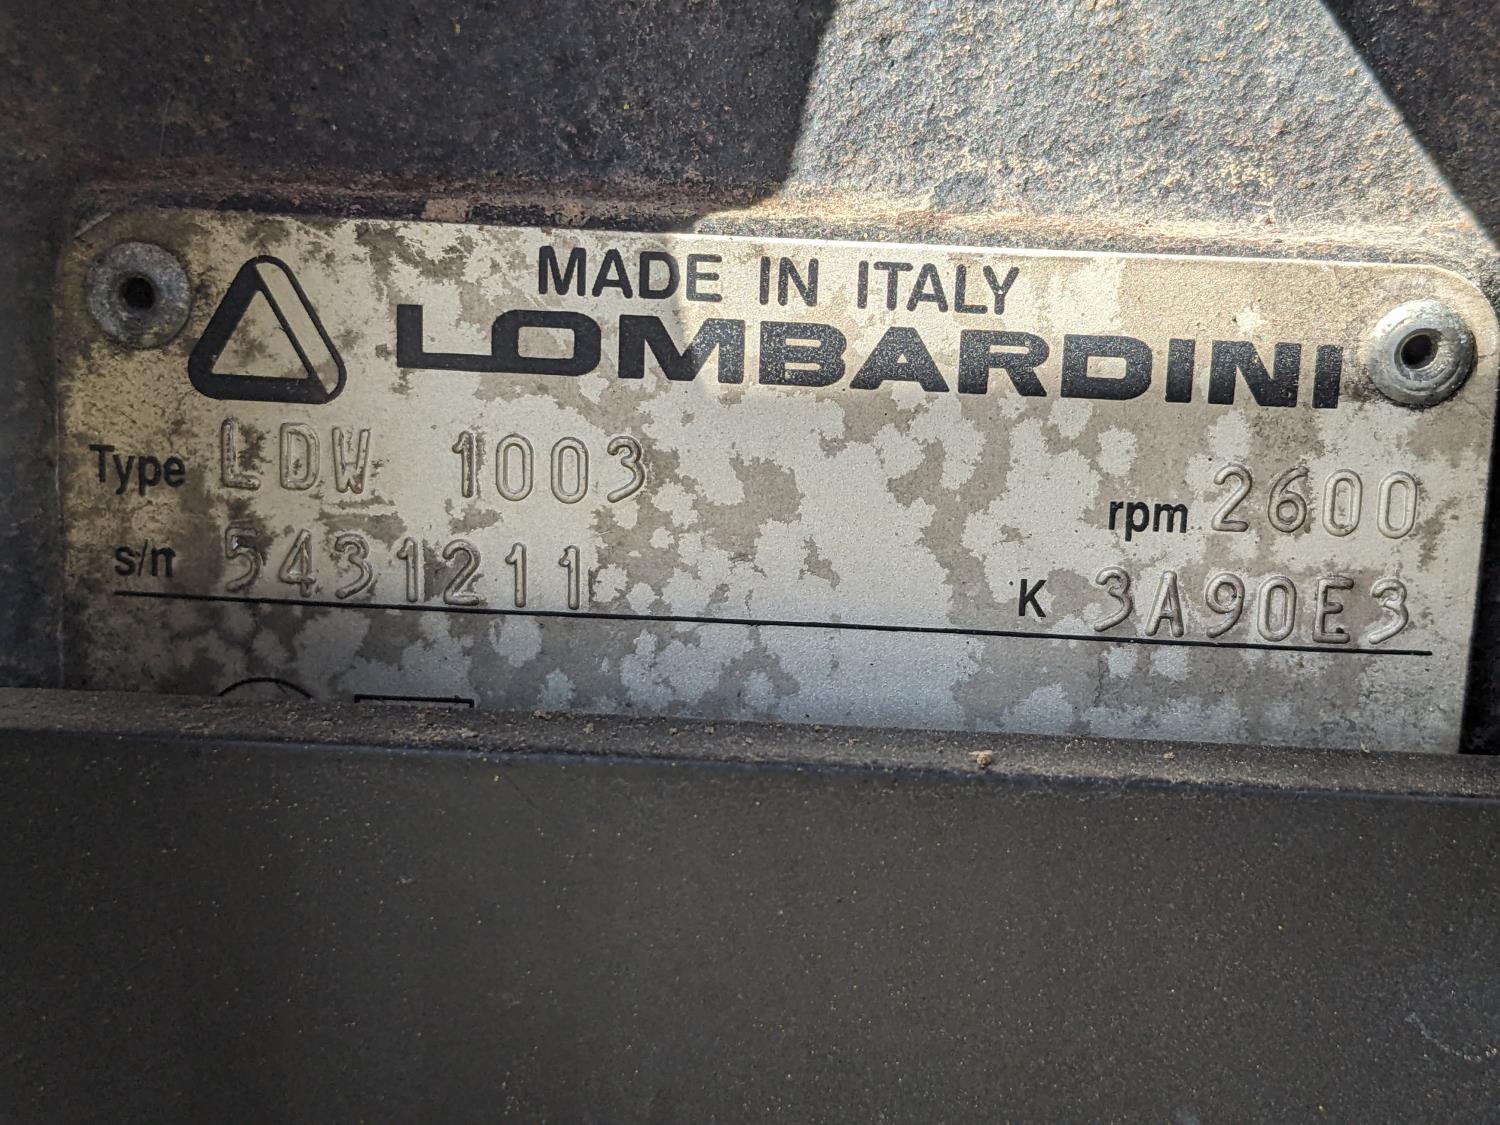 MADE IN ITALY
LOMBARDINI
Type LDW 1003 rpm 2600
s/n 5431211 K 3A90E3